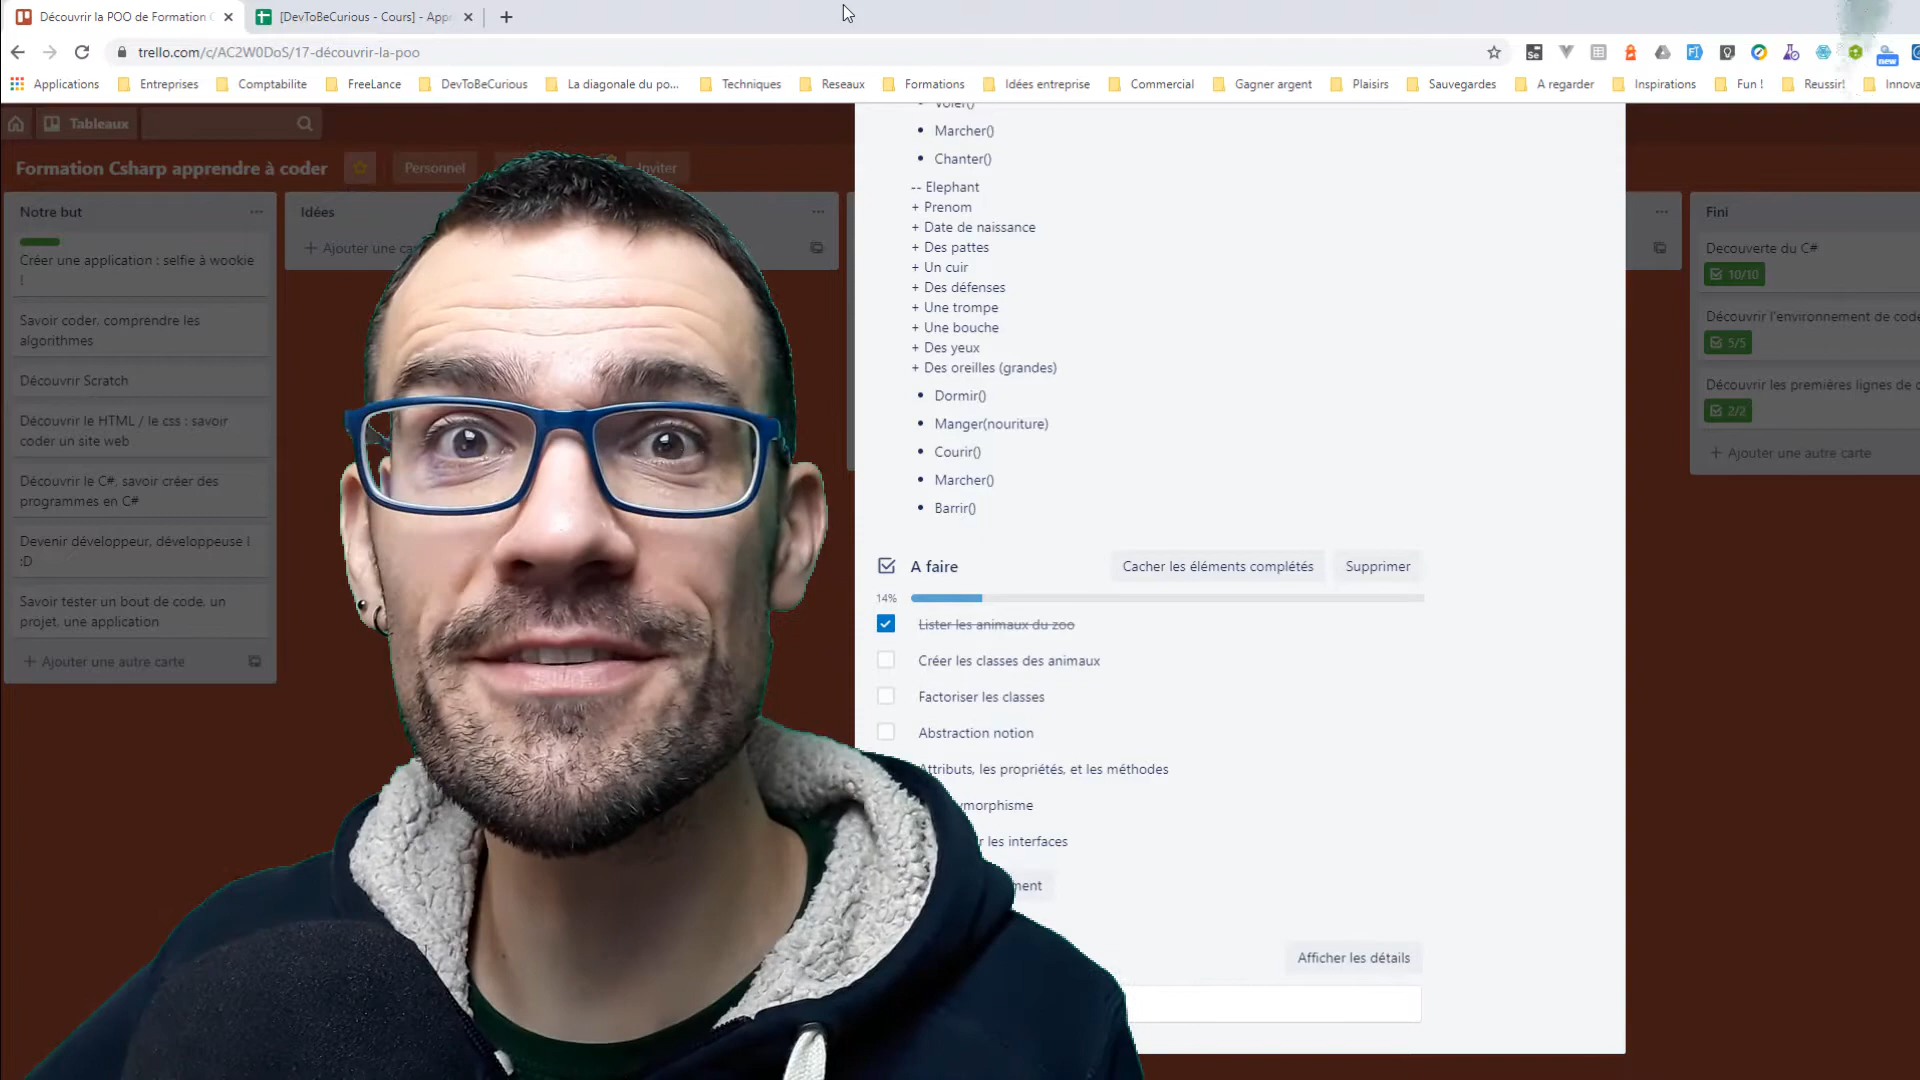 Découvrir la POO de Formation C
[DevToBeCurious - Cours] - Appr
trello.com/c/AC2W0DoS/17-découvrir-la-poo
new
Applications
Entreprises
Comptabilite
FreeLance
DevToBeCurious
La diagonale du po...
Techniques
Reseaux
Formations
Idées entreprise
Commercial
Gagner argent
Plaisirs
Sauvegardes
A regarder
Inspirations
Fun !
Reussir!
Innova
Tableaux
Formation Csharp apprendre à coder
Personnel
Inviter
Notre but
Créer une application : selfie à wookie
!
Savoir coder, comprendre les
algorithmes
Découvrir Scratch
Découvrir le HTML / le css : savoir
coder un site web
Découvrir le C#, savoir créer des
programmes en C#
Devenir développeur, développeuse !
:D
Savoir tester un bout de code, un
projet, une application
+ Ajouter une autre carte
Idées
+ Ajouter une ca
Voler()
Marcher()
Chanter()
-- Elephant
+ Prenom
+ Date de naissance
+ Des pattes
+ Un cuir
+ Des défenses
+ Une trompe
+ Une bouche
+ Des yeux
+ Des oreilles (grandes)
Dormir()
Manger(nouriture)
Courir()
Marcher()
Barrir()
A faire
Cacher les éléments complétés
Supprimer
14%
Lister les animaux du zoo
Créer les classes des animaux
Factoriser les classes
Abstraction notion
Attributs, les propriétés, et les méthodes
ymorphisme
r les interfaces
ment
Afficher les détails
Fini
Decouverte du C#
10/10
Découvrir l'environnement de code
5/5
Découvrir les premières lignes de c
2/2
+ Ajouter une autre carte